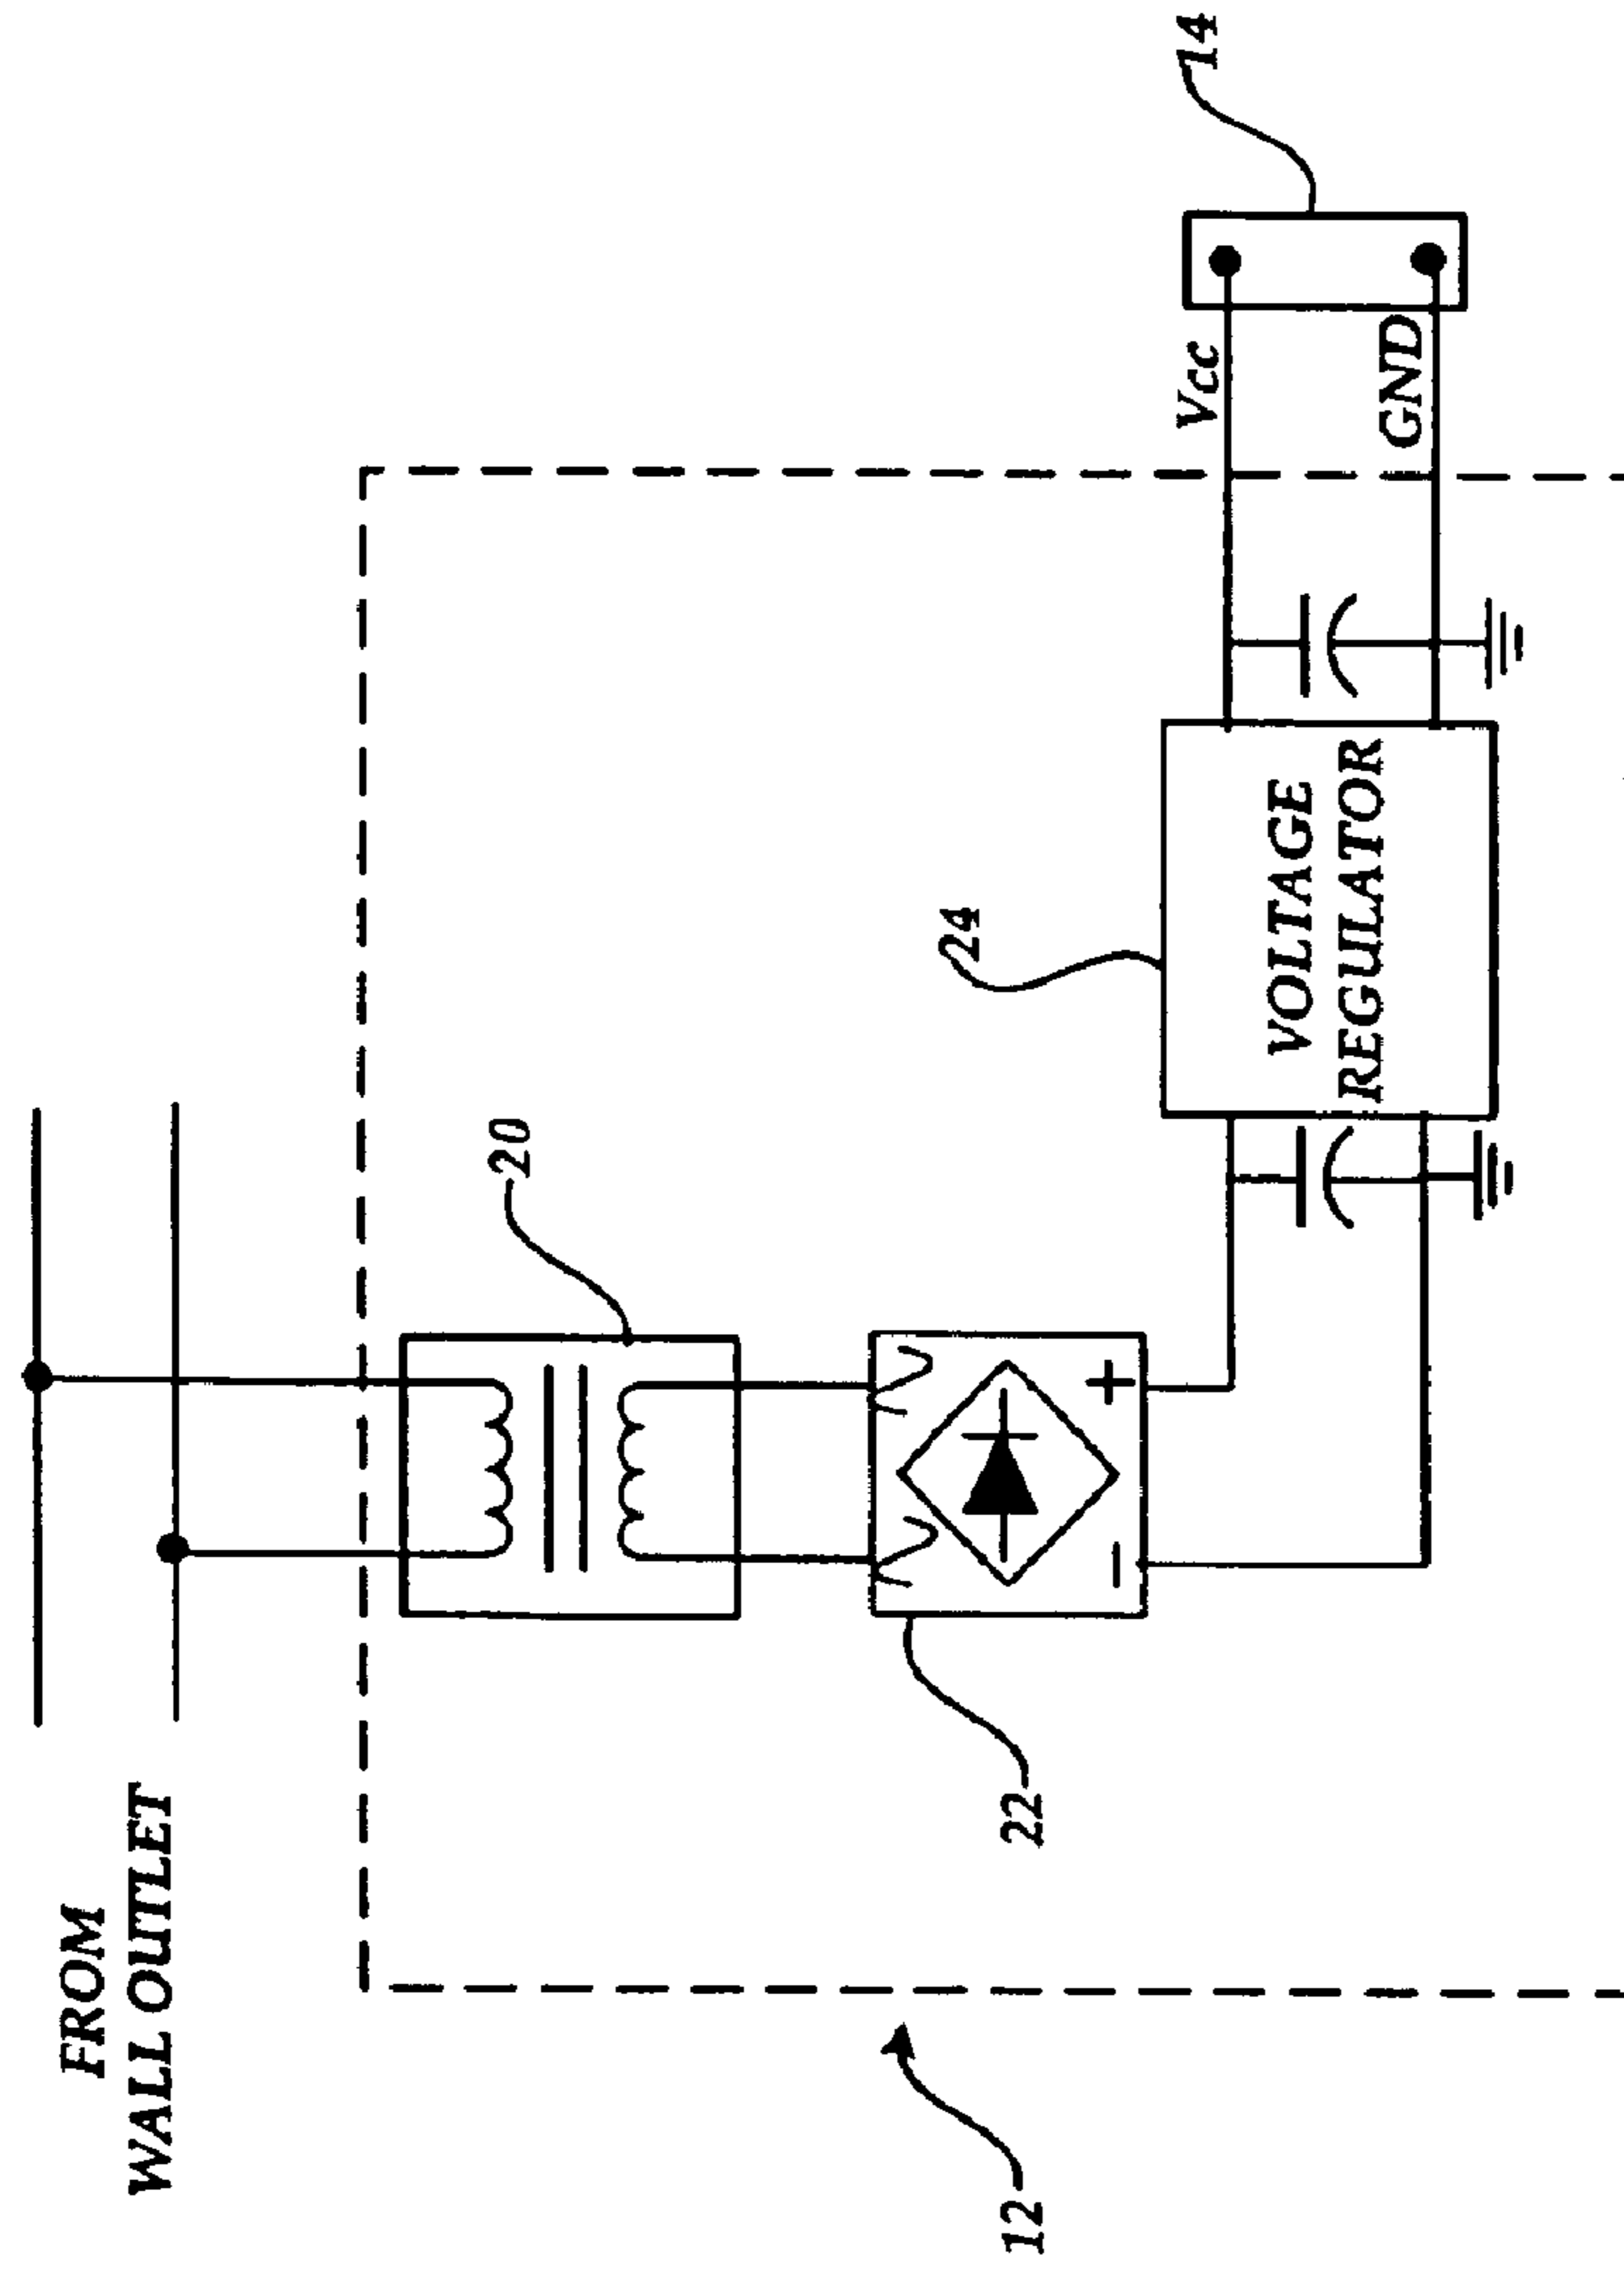 FROM
WALL OUTLET
12
20
22
24
VOLTAGE
REGULATOR
Vcc
GND
14
+
−